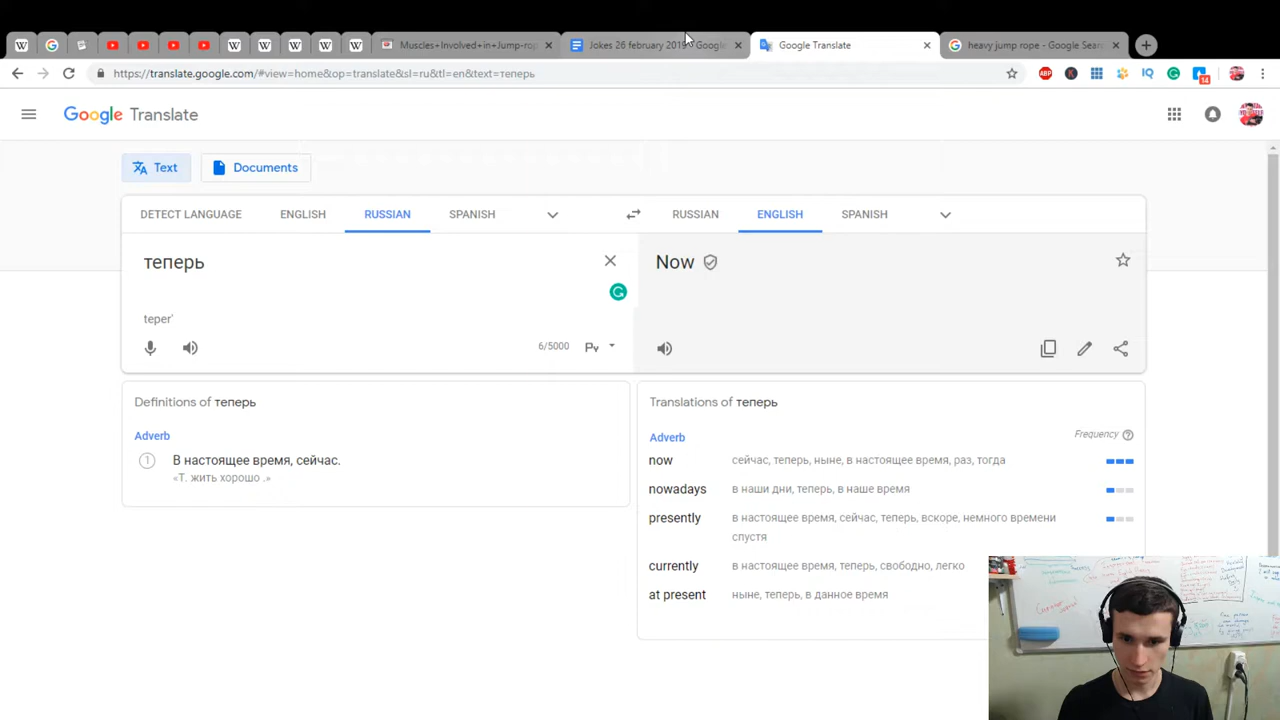 Muscles+Involved+in+Jump-rop
Jokes 26 february 2019 - Google
Google Translate
heavy jump rope - Google Sear
https://translate.google.com/#view=home&op=translate&sl=ru&tl=en&text=теперь
ABP
IQ
14
Google Translate
Text
Documents
DETECT LANGUAGE
ENGLISH
RUSSIAN
SPANISH
RUSSIAN
ENGLISH
SPANISH
теперь
Now
teper'
6/5000
Definitions of теперь
Adverb
1
В настоящее время, сейчас.
«Т. жить хорошо .»
Translations of теперь
Adverb
Frequency
now
сейчас, теперь, ныне, в настоящее время, раз, тогда
nowadays
в наши дни, теперь, в наше время
presently
в настоящее время, сейчас, теперь, вскоре, немного времени
спустя
currently
в настоящее время, теперь, свободно, легко
at present
ныне, теперь, в данное время